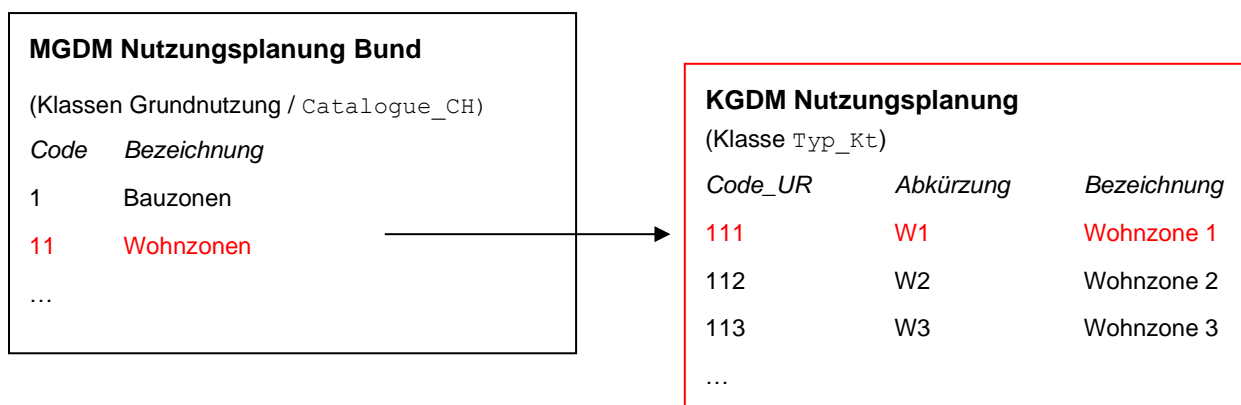 MGDM Nutzungsplanung Bund
(Klassen Grundnutzung / Catalogue_CH)
Code Bezeichnung
1 Bauzonen
11 Wohnzonen
…
KGDM Nutzungsplanung
(Klasse Typ_Kt)
Code_UR Abkürzung Bezeichnung
111 W1 Wohnzone 1
112 W2 Wohnzone 2
113 W3 Wohnzone 3
…